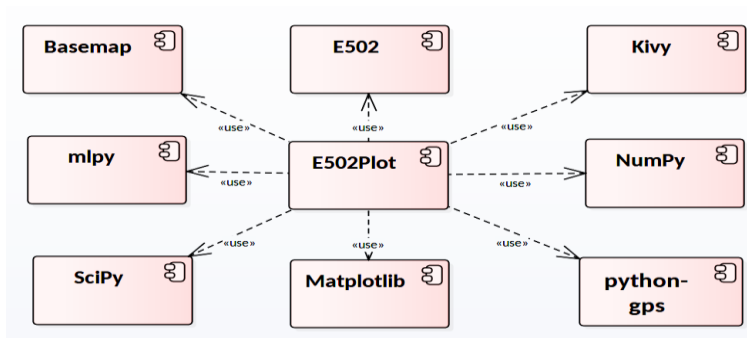 Basemap
E502
Kivy
«use»
«use»
«use»
mlpy
E502Plot
NumPy
«use»
«use»
«use»
«use»
«use»
SciPy
Matplotlib
python-
gps